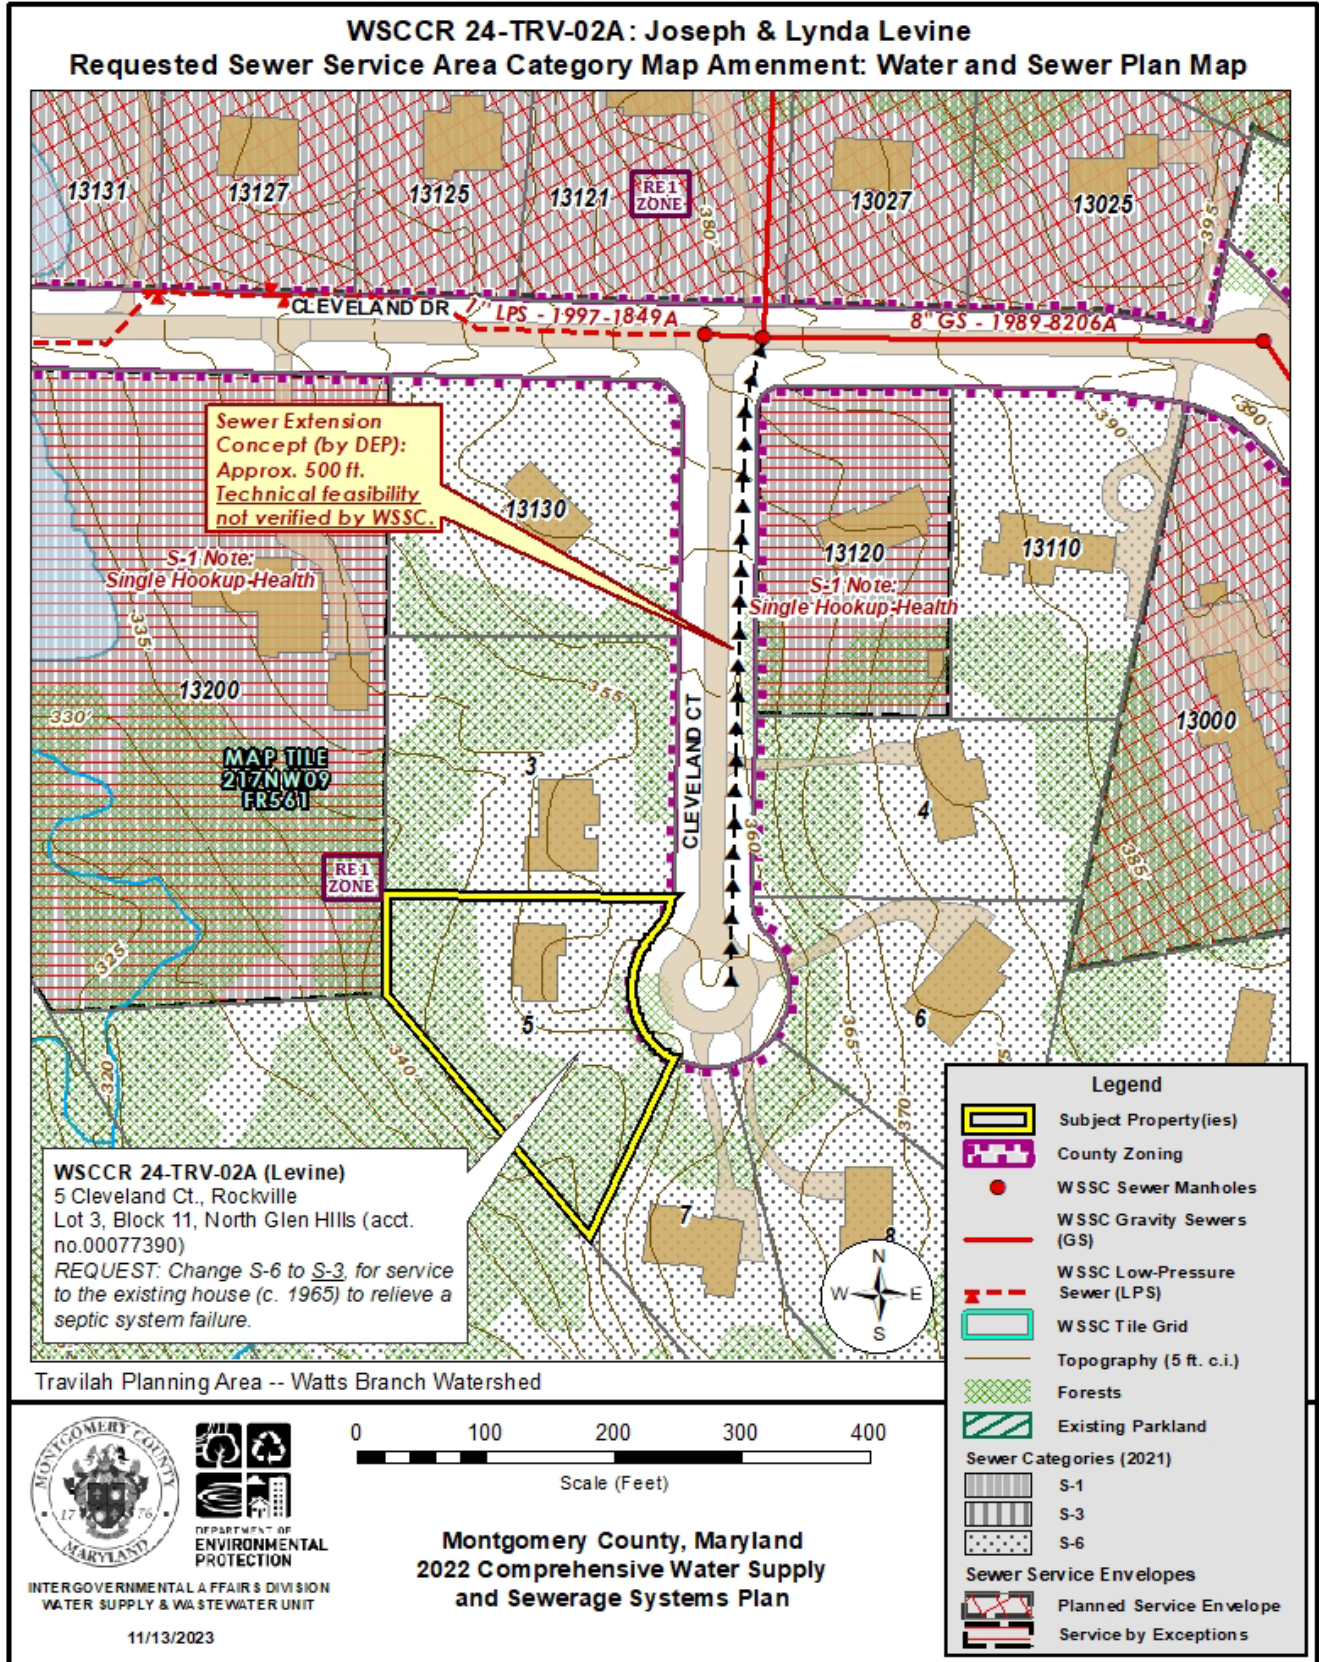 WSCCR 24-TRV-02A: Joseph & Lynda Levine
Requested Sewer Service Area Category Map Amenment: Water and Sewer Plan Map
13131
13127
13125
13121
RE 1
ZONE
380'
13027
13025
395'
CLEVELAND DR
1" LPS - 1997-1849A
8" GS - 1989-8206A
Sewer Extension
Concept (by DEP):
Approx. 500 ft.
Technical feasibility
not verified by WSSC.
13130
13120
13110
390'
390'
S-1 Note:
Single Hookup-Health
S-1 Note:
Single Hookup-Health
335'
13200
355
330'
13000
MAP TILE
217NW09
FR561
3
CLEVELAND CT
4
360'
385'
RE 1
ZONE
325'
5
6
340'
365'
320'
370'
WSCCR 24-TRV-02A (Levine)
5 Cleveland Ct., Rockville
Lot 3, Block 11, North Glen HIlls (acct.
no.00077390)
REQUEST: Change S-6 to S-3, for service
to the existing house (c. 1965) to relieve a
septic system failure.
7
8
N
W E
S
Legend
Subject Property(ies)
County Zoning
WSSC Sewer Manholes
WSSC Gravity Sewers
(GS)
WSSC Low-Pressure
Sewer (LPS)
WSSC Tile Grid
Topography (5 ft. c.i.)
Forests
Existing Parkland
Sewer Categories (2021)
S-1
S-3
S-6
Sewer Service Envelopes
Planned Service Envelope
Service by Exceptions
Travilah Planning Area -- Watts Branch Watershed
MONTGOMERY COUNTY
17 76
MARYLAND
DEPARTMENT OF
ENVIRONMENTAL
PROTECTION
INTERGOVERNMENTAL AFFAIRS DIVISION
WATER SUPPLY & WASTEWATER UNIT
11/13/2023
0 100 200 300 400
Scale (Feet)
Montgomery County, Maryland
2022 Comprehensive Water Supply
and Sewerage Systems Plan